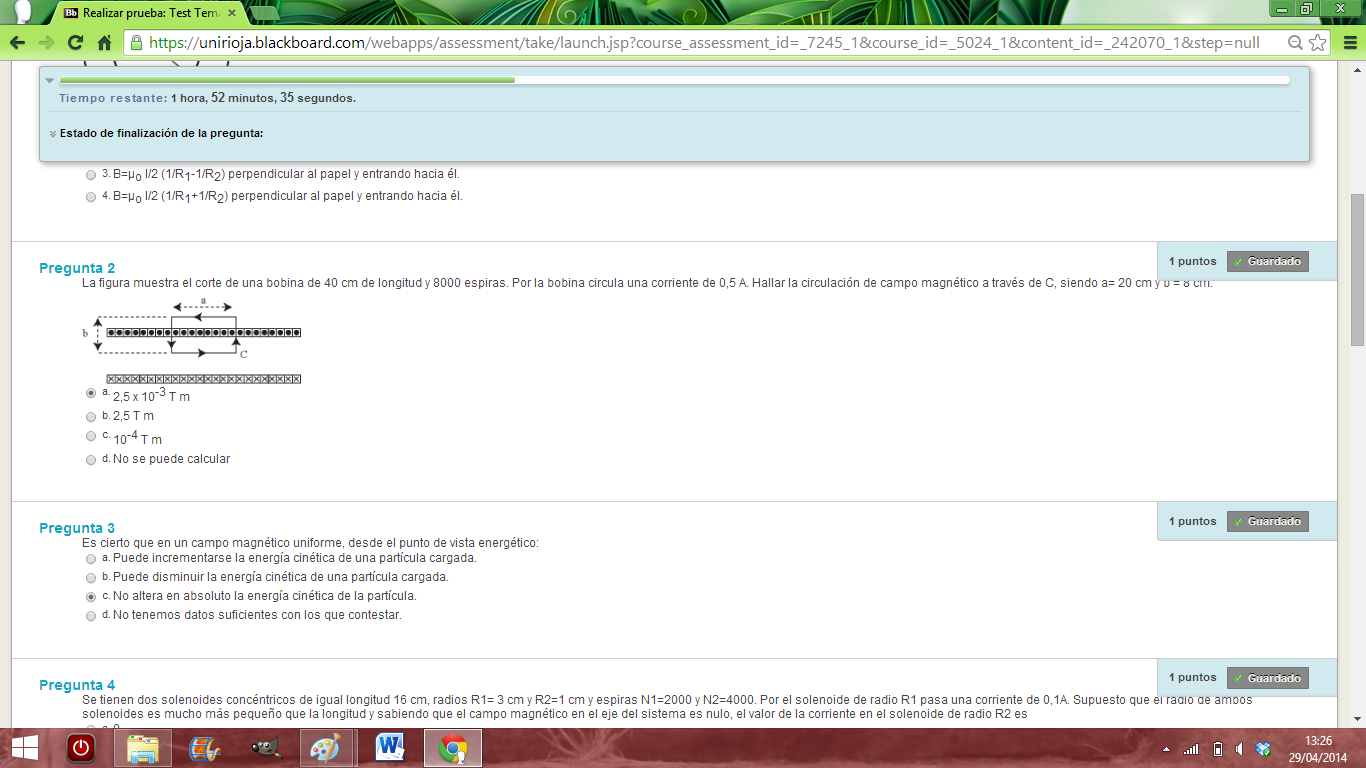 Realizar prueba: Test Tem
https://unirioja.blackboard.com/webapps/assessment/take/launch.jsp?course_assessment_id=_7245_1&course_id=_5024_1&content_id=_242070_1&step=null
Tiempo restante: 1 hora, 52 minutos, 35 segundos.
Estado de finalización de la pregunta:
3. B=μ0 I/2 (1/R1-1/R2) perpendicular al papel y entrando hacia él.
4. B=μ0 I/2 (1/R1+1/R2) perpendicular al papel y entrando hacia él.
1 puntos
Guardado
Pregunta 2
La figura muestra el corte de una bobina de 40 cm de longitud y 8000 espiras. Por la bobina circula una corriente de 0,5 A. Hallar la circulación de campo magnético a través de C, siendo a= 20 cm y b = 8 cm.
a
b
C
a. 2,5 x 10^-3 T m
b. 2,5 T m
c. 10^-4 T m
d. No se puede calcular
1 puntos
Guardado
Pregunta 3
Es cierto que en un campo magnético uniforme, desde el punto de vista energético:
a. Puede incrementarse la energía cinética de una partícula cargada.
b. Puede disminuir la energía cinética de una partícula cargada.
c. No altera en absoluto la energía cinética de la partícula.
d. No tenemos datos suficientes con los que contestar.
1 puntos
Guardado
Pregunta 4
Se tienen dos solenoides concéntricos de igual longitud 16 cm, radios R1= 3 cm y R2=1 cm y espiras N1=2000 y N2=4000. Por el solenoide de radio R1 pasa una corriente de 0,1A. Supuesto que el radio de ambos
solenoides es mucho más pequeño que la longitud y sabiendo que el campo magnético en el eje del sistema es nulo, el valor de la corriente en el solenoide de radio R2 es
13:26
29/04/2014